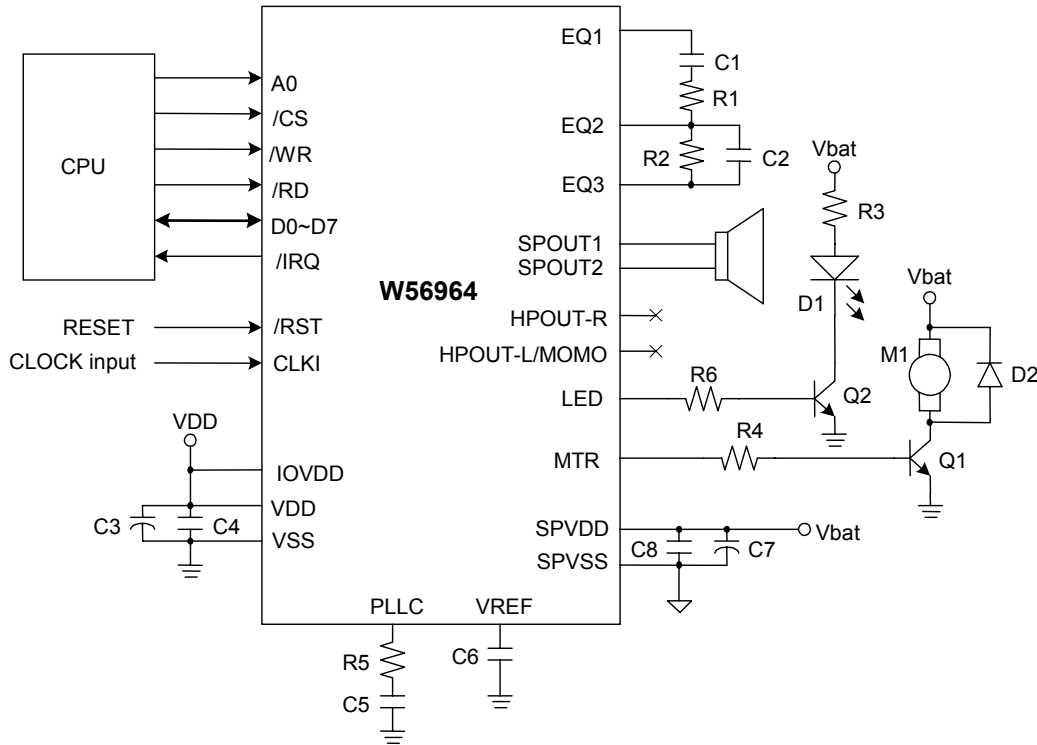 EQ1
C1
A0
R1
/CS
EQ2
/WR
R2
C2
Vbat
CPU
/RD
EQ3
R3
D0~D7
SPOUT1
/IRQ
SPOUT2
Vbat
W56964
D1
RESET
/RST
HPOUT-R
CLOCK input
CLKI
HPOUT-L/MOMO
M1
D2
R6
LED
Q2
VDD
R4
MTR
Q1
IOVDD
VDD
C3
C4
SPVDD
Vbat
VSS
C8
C7
SPVSS
PLLC
VREF
R5
C6
C5